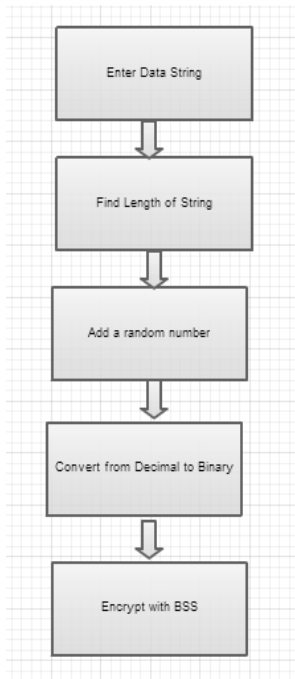 Enter Data String
Find Length of String
Add a random number
Convert from Decimal to Binary
Encrypt with BSS